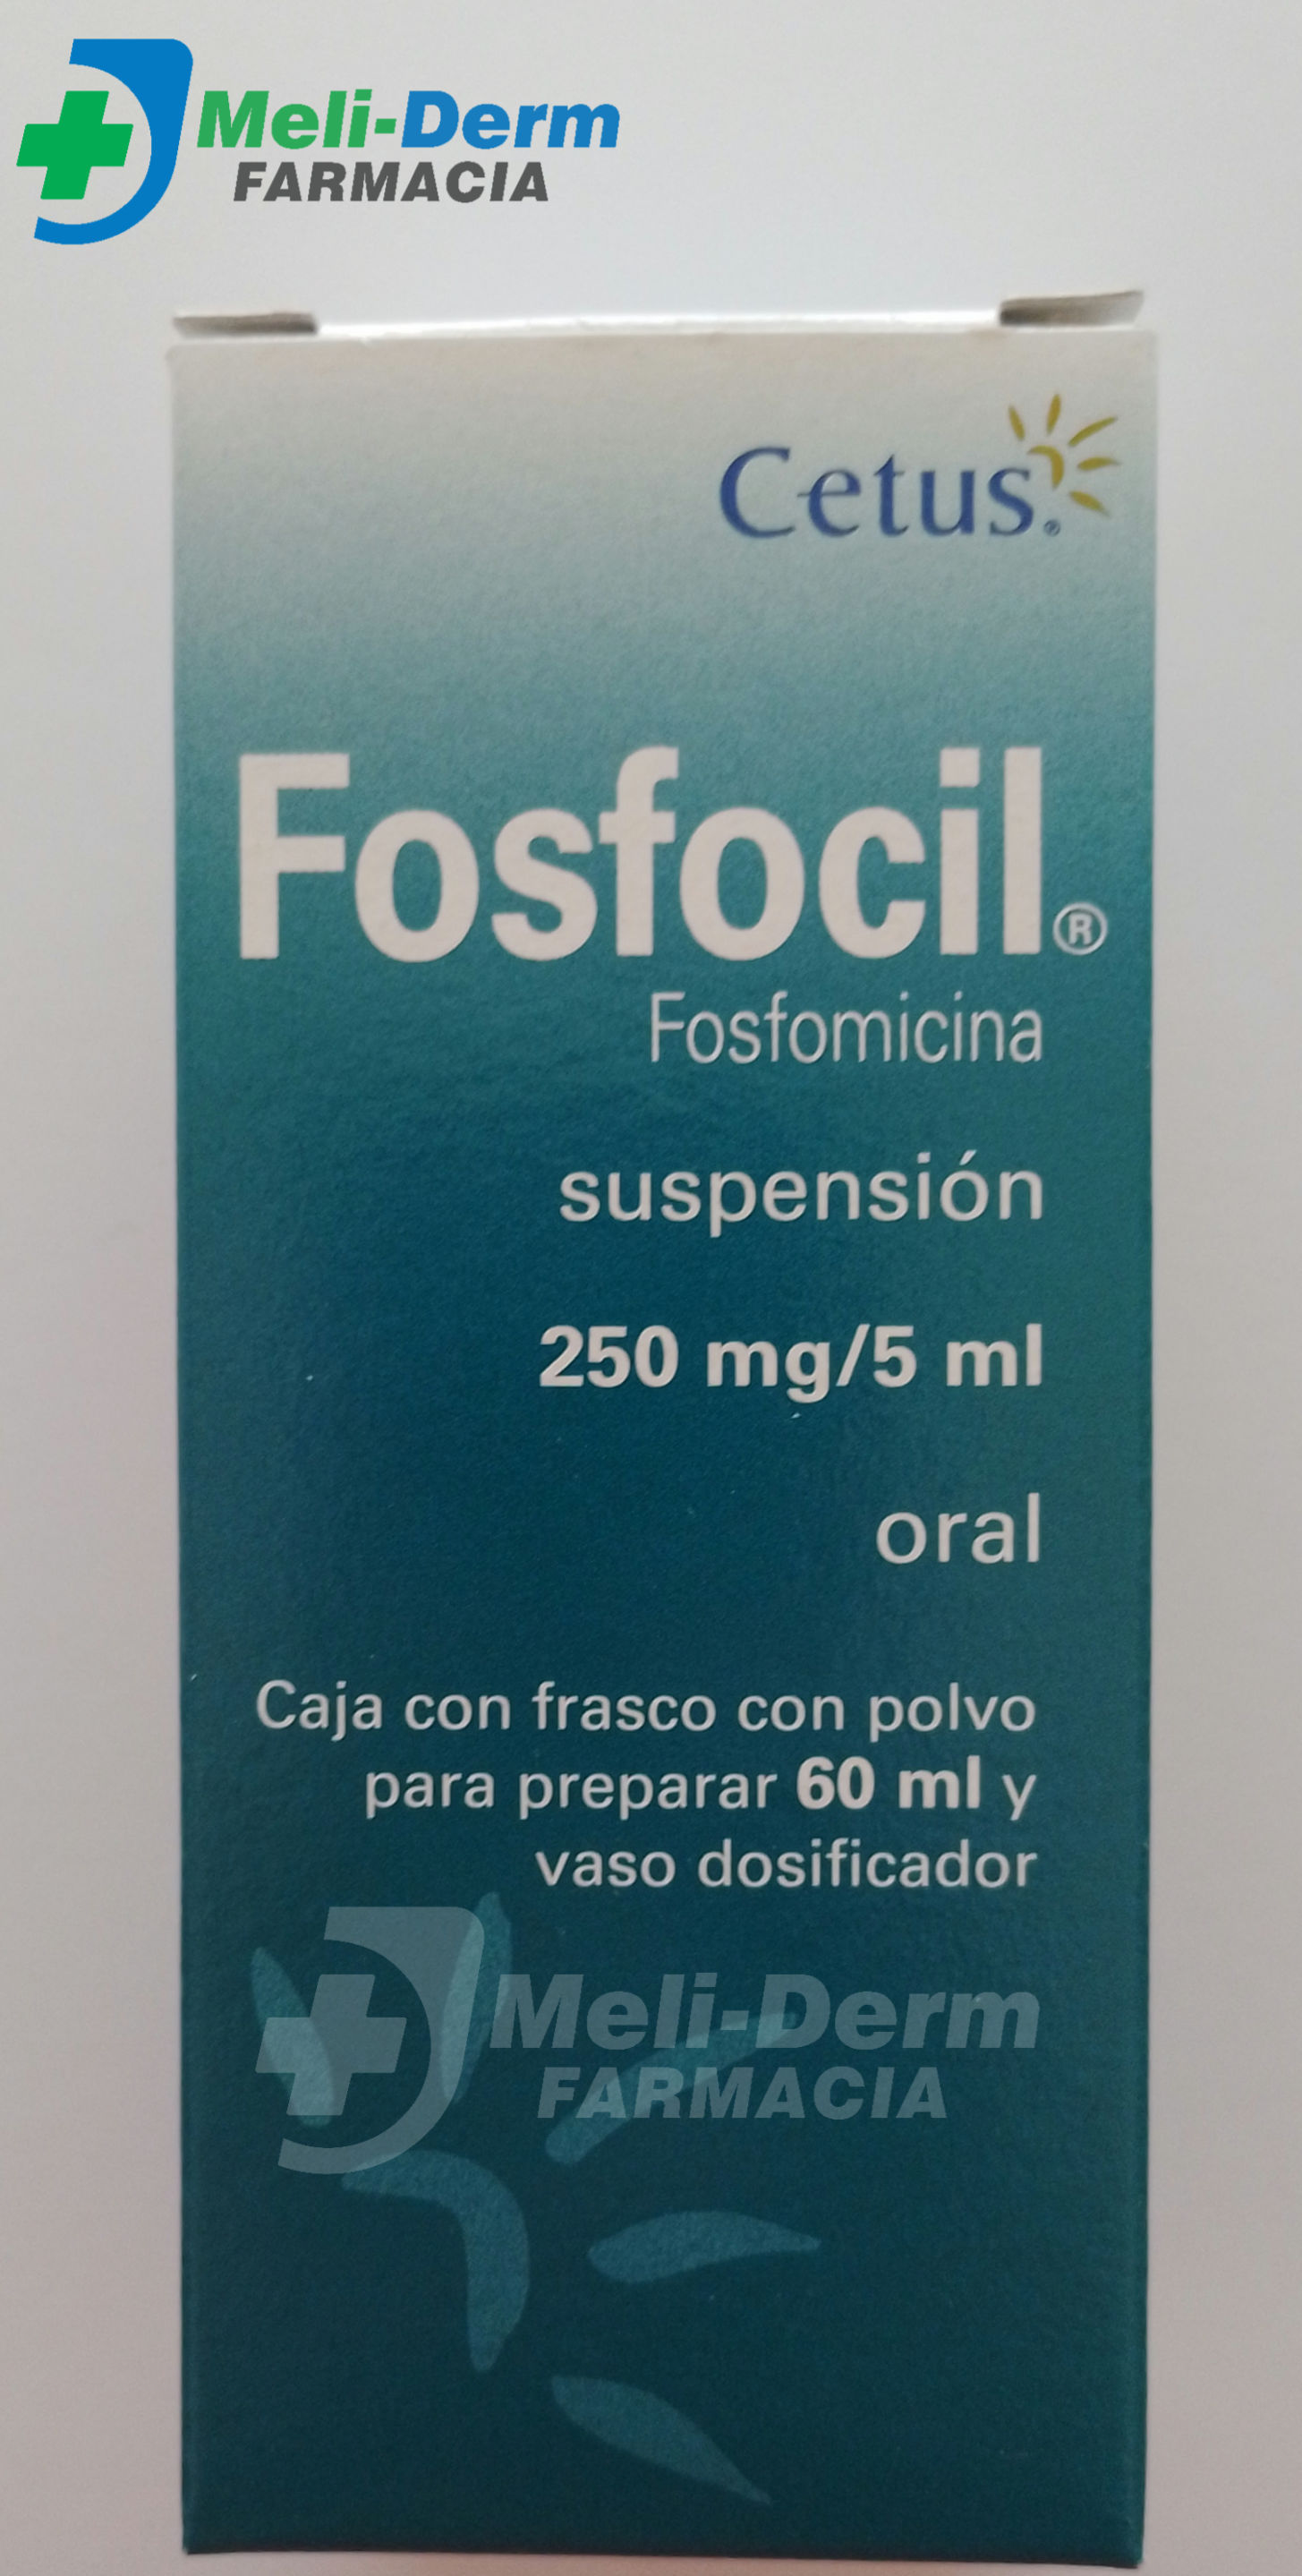 Meli-Derm
FARMACIA
Cetus®
Fosfocil®
Fosfomicina
suspensión
250 mg/5 ml
oral
Caja con frasco con polvo
para preparar 60 ml y
vaso dosificador
Meli-Derm
FARMACIA